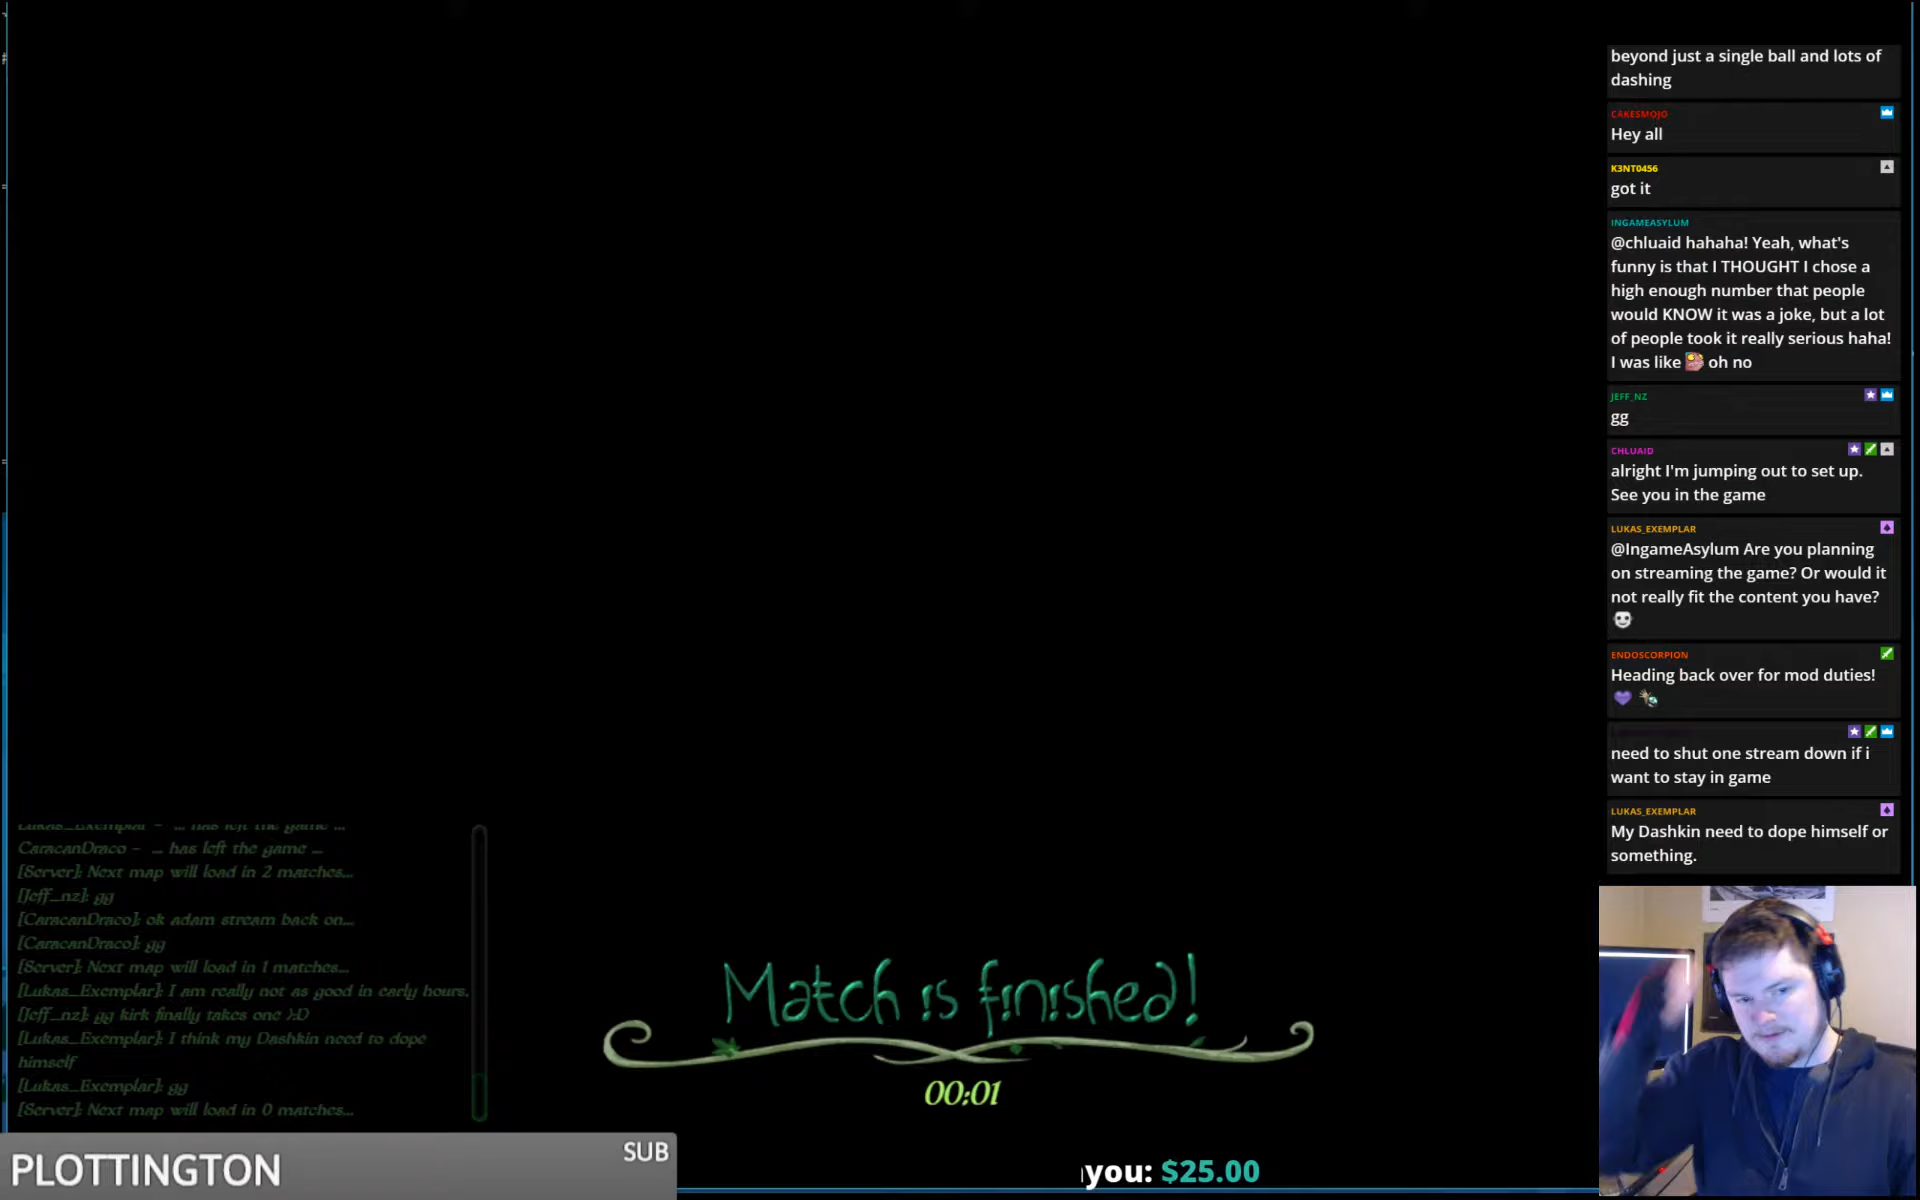 beyond just a single ball and lots of
dashing
CAKESMOJO
Hey all
K3NT0456
got it
INGAMEASYLUM
@chluaid hahaha! Yeah, what's
funny is that I THOUGHT I chose a
high enough number that people
would KNOW it was a joke, but a lot
of people took it really serious haha!
I was like oh no
JEFF_NZ
gg
CHLUAID
alright I'm jumping out to set up.
See you in the game
LUKAS_EXEMPLAR
@IngameAsylum Are you planning
on streaming the game? Or would it
not really fit the content you have?
ENDOSCORPION
Heading back over for mod duties!
need to shut one stream down if i
want to stay in game
LUKAS_EXEMPLAR
My Dashkin need to dope himself or
something.
Lukas_Exemplar - ... has left the game ...
CaracanDraco - ... has left the game ...
[Server]: Next map will load in 2 matches...
[Jeff_nz]: gg
[CaracanDraco]: ok adam stream back on...
[CaracanDraco]: gg
[Server]: Next map will load in 1 matches...
[Lukas_Exemplar]: I am really not as good in early hours.
[Jeff_nz]: gg kirk finally takes one >:D
[Lukas_Exemplar]: I think my Dashkin need to dope
himself
[Lukas_Exemplar]: gg
[Server]: Next map will load in 0 matches...
Match is finished!
00:01
PLOTTINGTON
SUB
you: $25.00